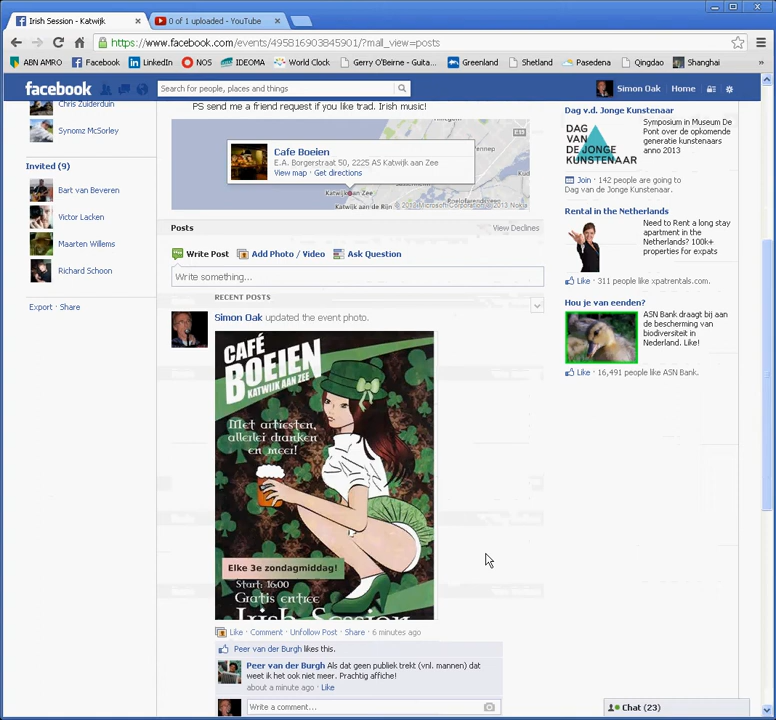 Irish Session - Katwijk
0 of 1 uploaded - YouTube
https://www.facebook.com/events/495816903845901/?mall_view=posts
ABN AMRO
Facebook
LinkedIn
NOS
IDEOMA
World Clock
Gerry O'Beirne - Guita...
Greenland
Shetland
Pasedena
Qingdao
Shanghai
facebook
Search for people, places and things
Simon Oak
Home
Chris Zuiderduin
Synomz McSorley
Invited (9)
Bart van Beveren
Victor Lacken
Maarten Willems
Richard Schoon
Export · Share
PS send me a friend request if you like trad. Irish music!
Cafe Boeien
E.A. Borgerstraat 50, 2225 AS Katwijk aan Zee
View map · Get directions
Katwijk aan Zee
Katwijk aan de Rijn
© 2013 Microsoft Corporation © 2013 Nokia
Posts
View Declines
Write Post
Add Photo / Video
Ask Question
Write something...
RECENT POSTS
Simon Oak updated the event photo.
CAFÉ
BOEIEN
KATWIJK AAN ZEE
Met artiesten,
allerlei dranken
en meer!
Elke 3e zondagmiddag!
Start: 16:00
Gratis entree
Irish Session
Like · Comment · Unfollow Post · Share · 6 minutes ago
Peer van der Burgh likes this.
Peer van der Burgh Als dat geen publiek trekt (vnl. mannen) dat
weet ik het ook niet meer. Prachtig affiche!
about a minute ago · Like
Write a comment...
Dag v.d. Jonge Kunstenaar
DAG
VAN
DE JONGE
KUNSTENAAR
Symposium in Museum De
Pont over de opkomende
generatie kunstenaars
anno 2013
Join · 142 people are going to
Dag van de Jonge Kunstenaar.
Rental in the Netherlands
Need to Rent a long stay
apartment in the
Netherlands? 100k+
properties for expats
Like · 311 people like xpatrentals.com.
Hou je van eenden?
ASN Bank draagt bij aan
de bescherming van
biodiversiteit in
Nederland. Like!
Like · 16,491 people like ASN Bank.
Chat (23)